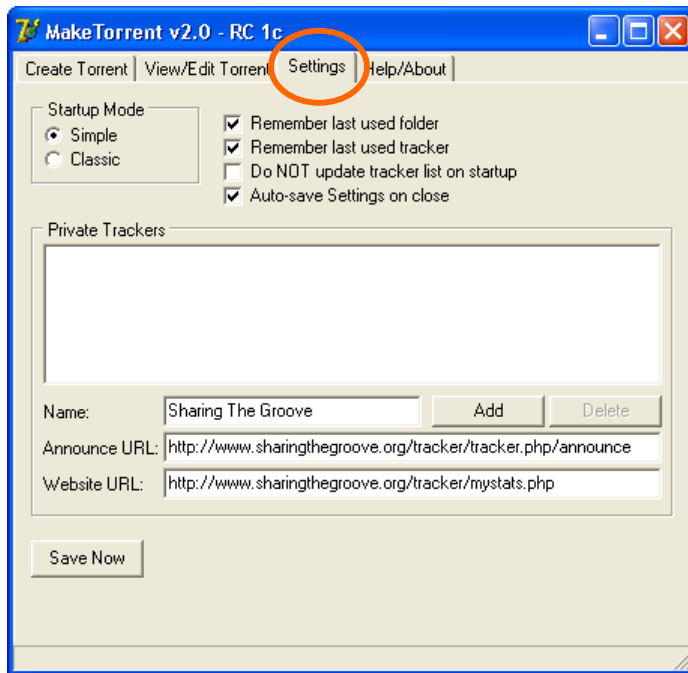 MakeTorrent v2.0 - RC 1c
Create Torrent View/Edit Torrent Settings Help/About
Startup Mode
Simple
Classic
Remember last used folder
Remember last used tracker
Do NOT update tracker list on startup
Auto-save Settings on close
Private Trackers
Name: Sharing The Groove Add Delete
Announce URL: http://www.sharingthegroove.org/tracker/tracker.php/announce
Website URL: http://www.sharingthegroove.org/tracker/mystats.php
Save Now